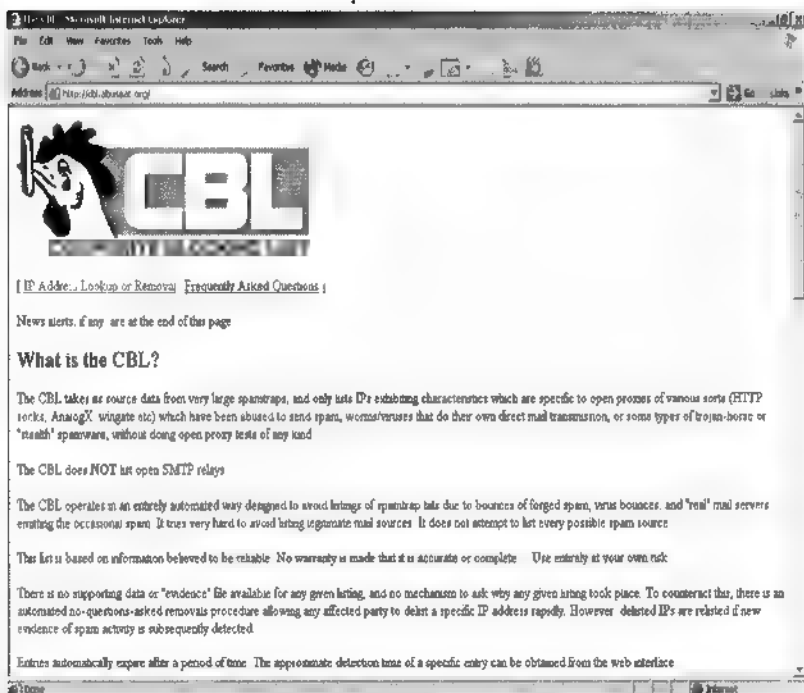 The CBL - Microsoft Internet Explorer
File Edit View Favorites Tools Help
Back Search Favorites Media
Address http://cbl.abuseat.org/ Go Links
CBL
[ IP Address Lookup or Removal Frequently Asked Questions ]
News alerts, if any are at the end of this page
What is the CBL?
The CBL takes its source data from very large spamtraps, and only lists IPs exhibiting characteristics which are specific to open proxies of various sorts (HTTP
socks, AnalogX wingate etc) which have been abused to send spam, worms/viruses that do their own direct mail transmission, or some types of trojan-horse or
"stealth" spamware, without doing open proxy tests of any kind
The CBL does NOT list open SMTP relays
The CBL operates in an entirely automated way designed to avoid listings of spamtrap hits due to bounces of forged spam, virus bounces, and "real" mail servers
emitting the occasional spam It tries very hard to avoid listing legitimate mail sources It does not attempt to list every possible spam source
This list is based on information believed to be reliable No warranty is made that it is accurate or complete Use entirely at your own risk
There is no supporting data or "evidence" file available for any given listing, and no mechanism to ask why any given listing took place. To counteract this, there is an
automated no-questions-asked removals procedure allowing any affected party to delist a specific IP address rapidly. However delisted IPs are relisted if new
evidence of spam activity is subsequently detected
Entries automatically expire after a period of time The approximate detection time of a specific entry can be obtained from the web interface
Done Internet